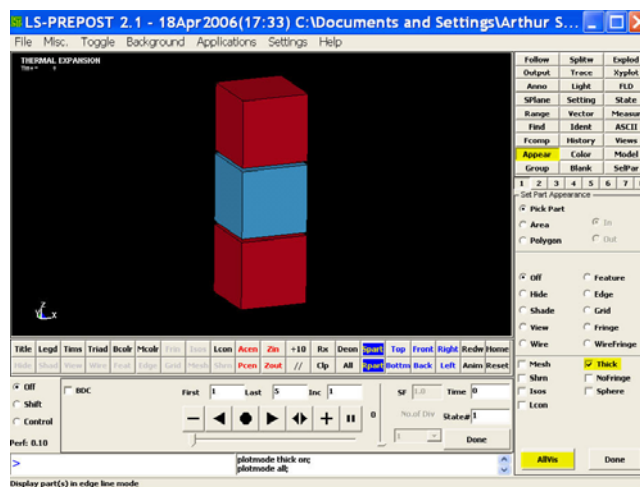 LS-PREPOST 2.1 - 18Apr2006(17:33) C:\Documents and Settings\Arthur S...
File Misc. Toggle Background Applications Settings Help
THERMAL EXPANSION
Time =
Z
Y X
Follow Splitw Explod
Output Trace Xyplot
Anno Light FLD
SPlane Setting State
Range Vector Measur
Find Ident ASCII
Fcomp History Views
Appear Color Model
Group Blank SelPar
1 2 3 4 5 6 7
Set Part Appearance
Pick Part
Area In
Polygon Out
Off Feature
Hide Edge
Shade Grid
View Fringe
Wire WireFringe
Mesh Thick
Shrn NoFringe
Isos Sphere
Lcon
AllVis Done
Title Legd Tims Triad Bcolr Mcolr Frin Isos Lcon Acen Zin +10 Rx Deon Spart Top Front Right Redw Home
Hide Shad View Wire Feat Edge Grid Mesh Shrn Pcen Zout // Clp All Rpart Bottm Back Left Anim Reset
Off BDC First 1 Last 5 Inc 1 SF 1.0 Time 0
Shift
Control 0 No.of Div State# 1
Perf: 0.10 1 Done
>
plotmode thick on;
plotmode all;
Display part(s) in edge line mode